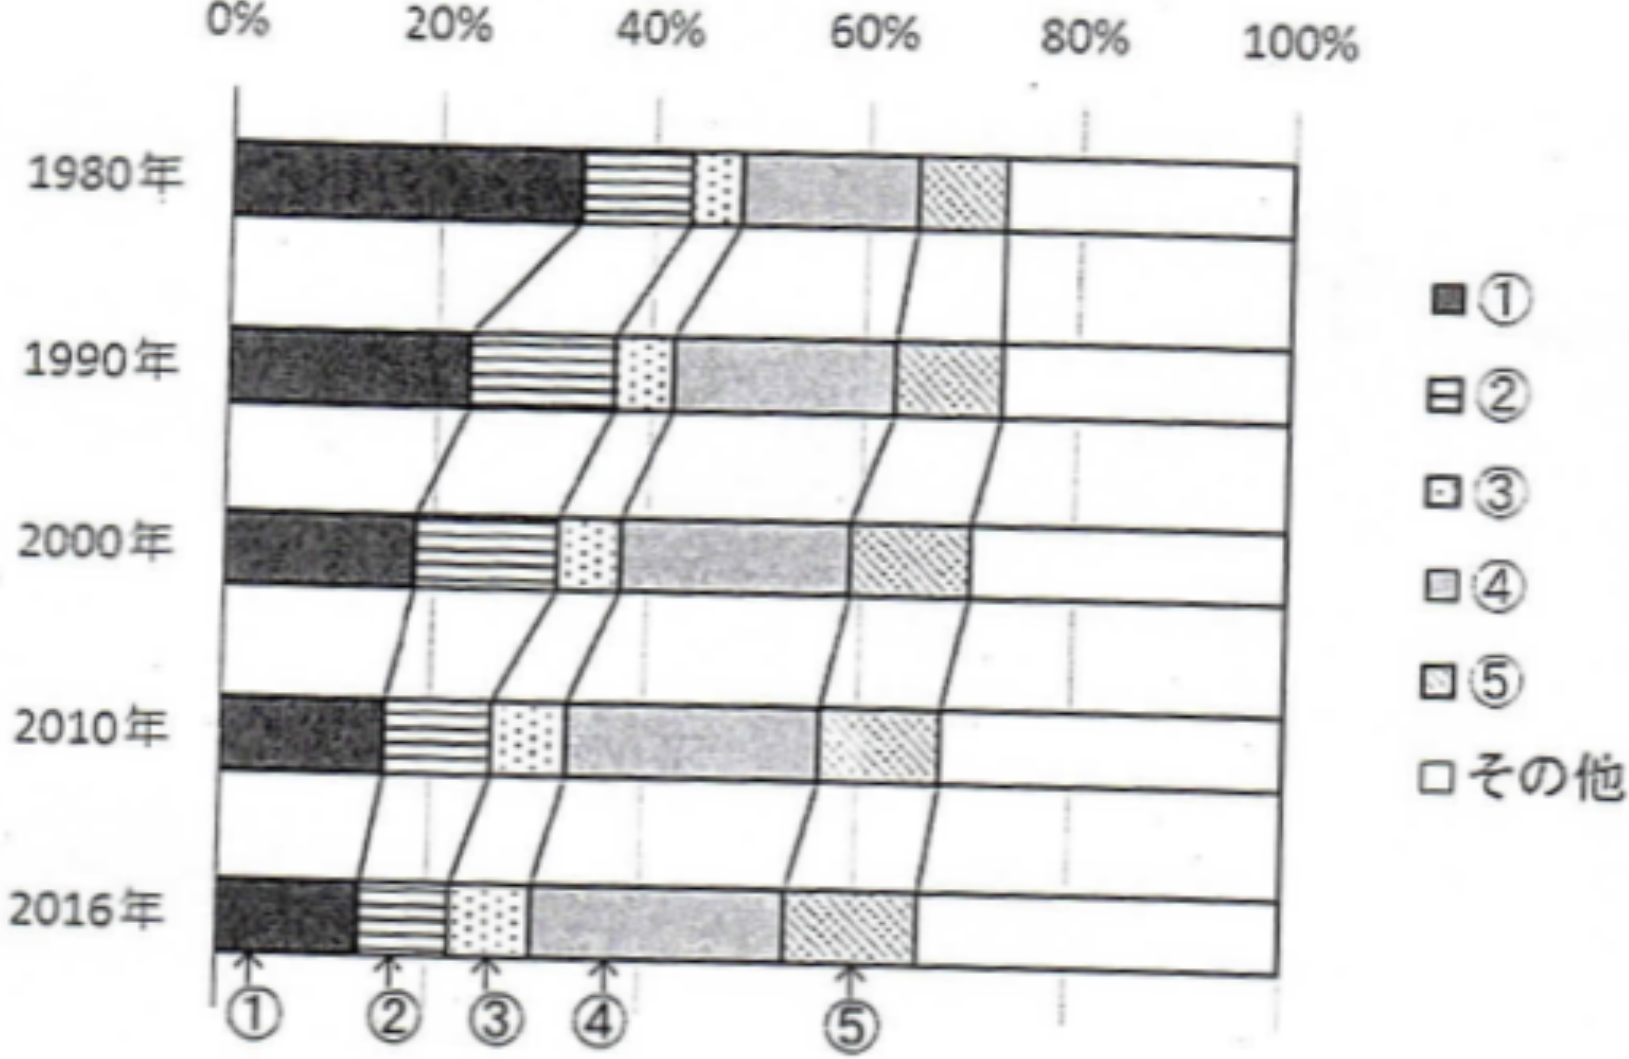 0% 20% 40% 60% 80% 100%
1980年
1990年
2000年
2010年
2016年
① ② ③ ④ ⑤
①
②
③
④
⑤
その他